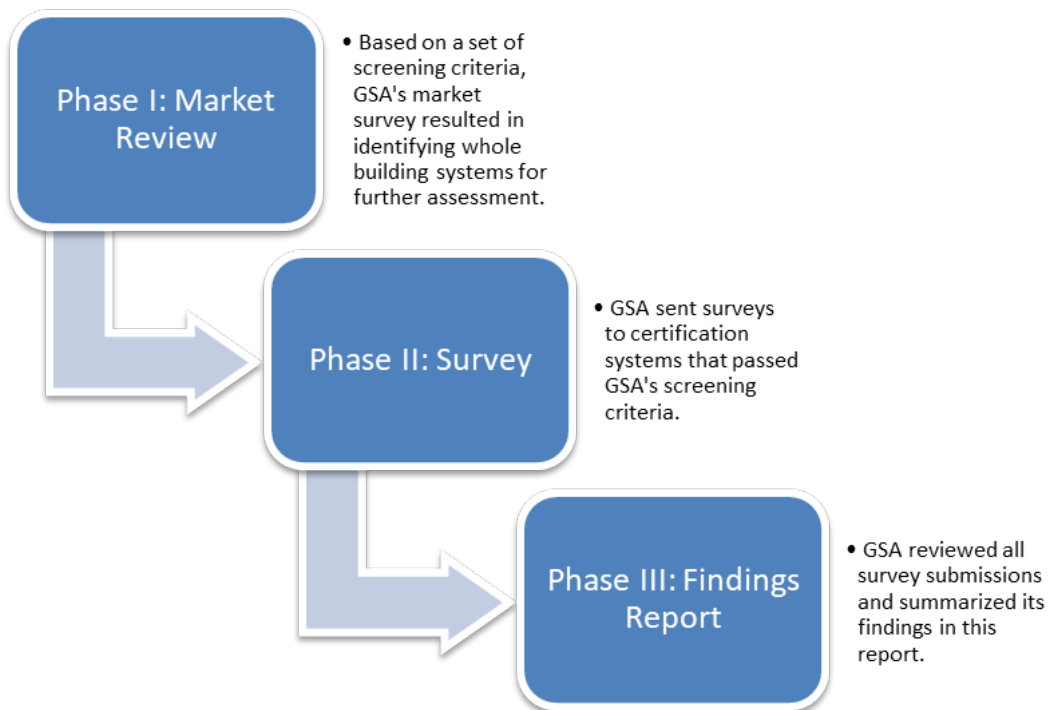 Phase I: Market
Review
• Based on a set of
screening criteria,
GSA's market
survey resulted in
identifying whole
building systems for
further assessment.
Phase II: Survey
• GSA sent surveys
to certification
systems that passed
GSA's screening
criteria.
Phase III: Findings
Report
• GSA reviewed all
survey submissions
and summarized its
findings in this
report.